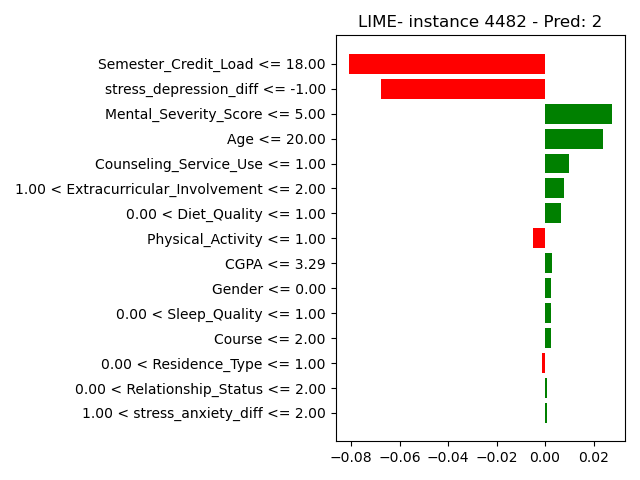 LIME- instance 4482 - Pred: 2
Semester_Credit_Load <= 18.00
stress_depression_diff <= -1.00
Mental_Severity_Score <= 5.00
Age <= 20.00
Counseling_Service_Use <= 1.00
1.00 < Extracurricular_Involvement <= 2.00
0.00 < Diet_Quality <= 1.00
Physical_Activity <= 1.00
CGPA <= 3.29
Gender <= 0.00
0.00 < Sleep_Quality <= 1.00
Course <= 2.00
0.00 < Residence_Type <= 1.00
0.00 < Relationship_Status <= 2.00
1.00 < stress_anxiety_diff <= 2.00
−0.08 −0.06 −0.04 −0.02 0.00 0.02